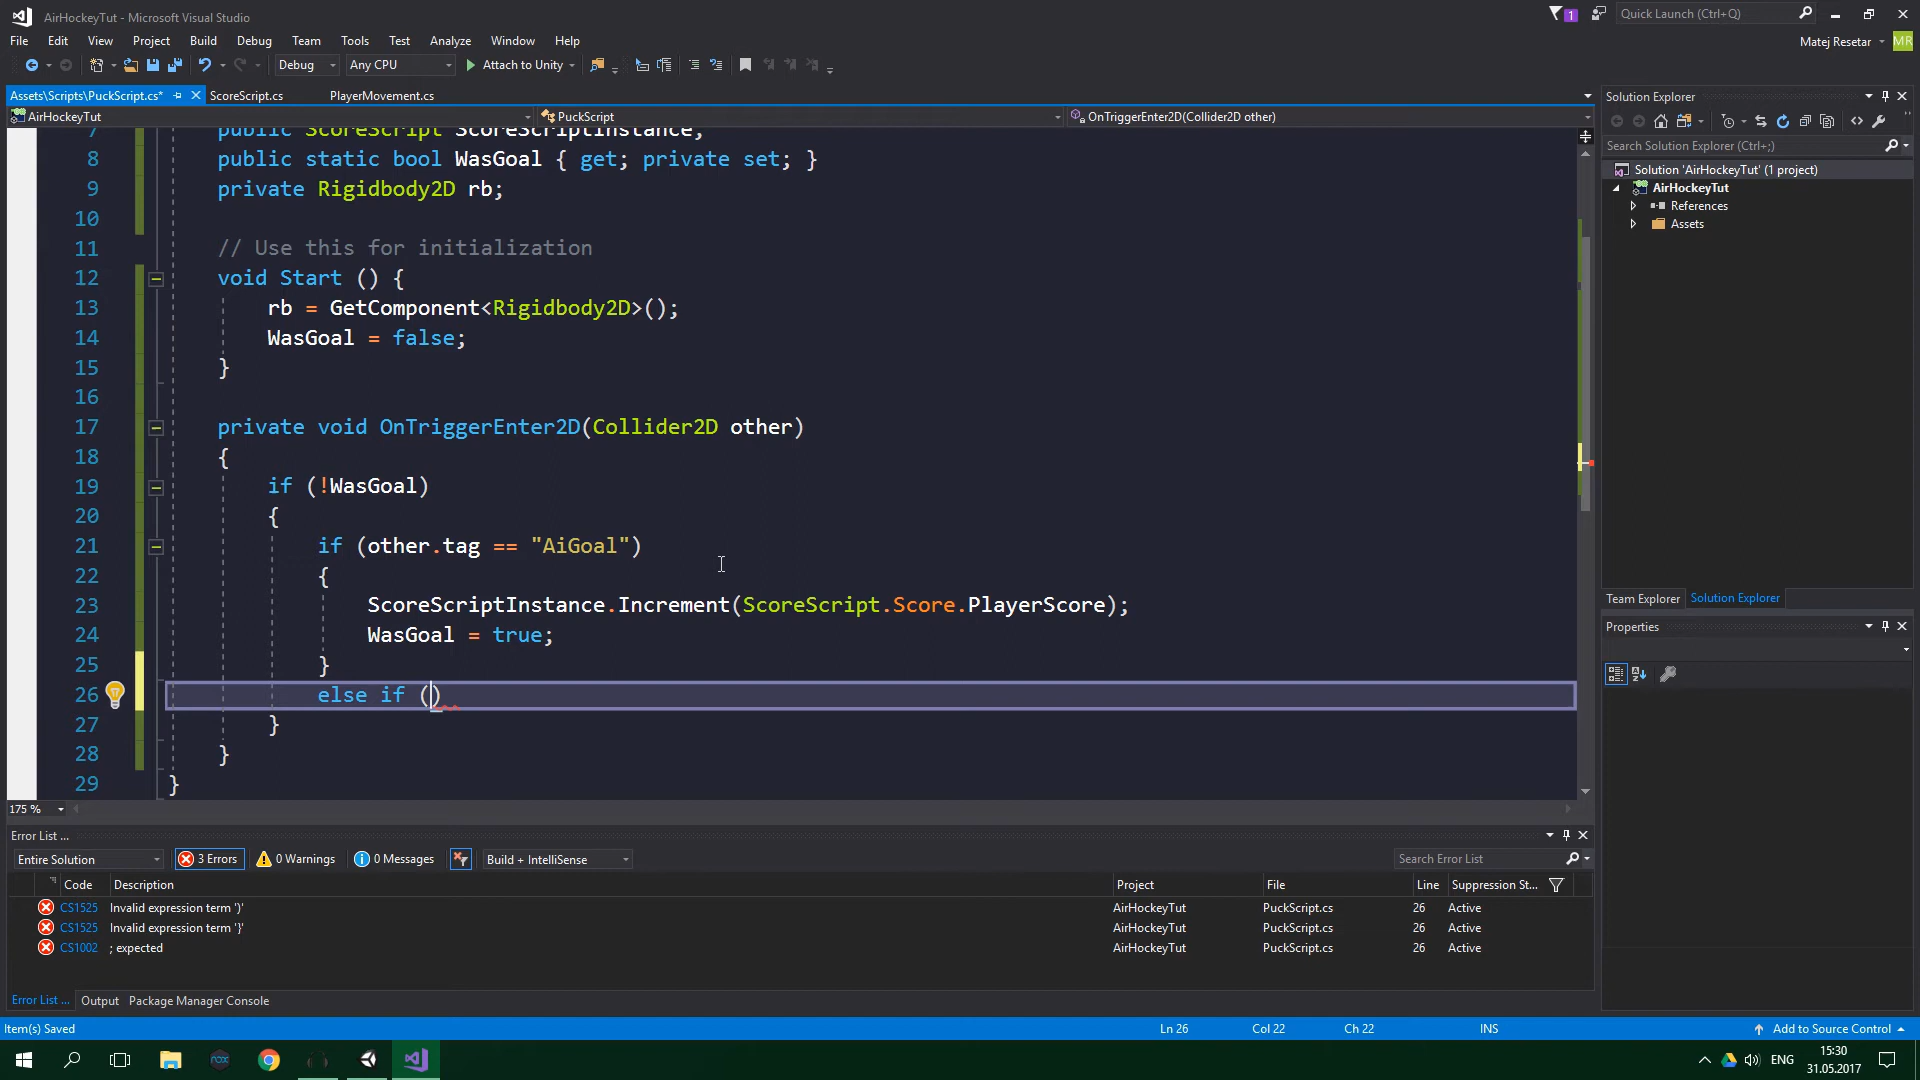 AirHockeyTut - Microsoft Visual Studio
1
Quick Launch (Ctrl+Q)
File Edit View Project Build Debug Team Tools Test Analyze Window Help
Matej Resetar MR
Debug Any CPU Attach to Unity
Assets\Scripts\PuckScript.cs* ScoreScript.cs PlayerMovement.cs
AirHockeyTut PuckScript OnTriggerEnter2D(Collider2D other)
7 public ScoreScript ScoreScriptInstance;
8 public static bool WasGoal { get; private set; }
9 private Rigidbody2D rb;
10
11 // Use this for initialization
12 void Start () {
13 rb = GetComponent<Rigidbody2D>();
14 WasGoal = false;
15 }
16
17 private void OnTriggerEnter2D(Collider2D other)
18 {
19 if (!WasGoal)
20 {
21 if (other.tag == "AiGoal")
22 {
23 ScoreScriptInstance.Increment(ScoreScript.Score.PlayerScore);
24 WasGoal = true;
25 }
26 else if ()
27 }
28 }
29 }
175 %
Error List ...
Entire Solution 3 Errors 0 Warnings 0 Messages Build + IntelliSense Search Error List
Code Description Project File Line Suppression St...
CS1525 Invalid expression term ')' AirHockeyTut PuckScript.cs 26 Active
CS1525 Invalid expression term '}' AirHockeyTut PuckScript.cs 26 Active
CS1002 ; expected AirHockeyTut PuckScript.cs 26 Active
Error List ... Output Package Manager Console
Solution Explorer
Search Solution Explorer (Ctrl+;)
Solution 'AirHockeyTut' (1 project)
AirHockeyTut
References
Assets
Team Explorer Solution Explorer
Properties
Item(s) Saved Ln 26 Col 22 Ch 22 INS Add to Source Control
ENG 15:30
31.05.2017